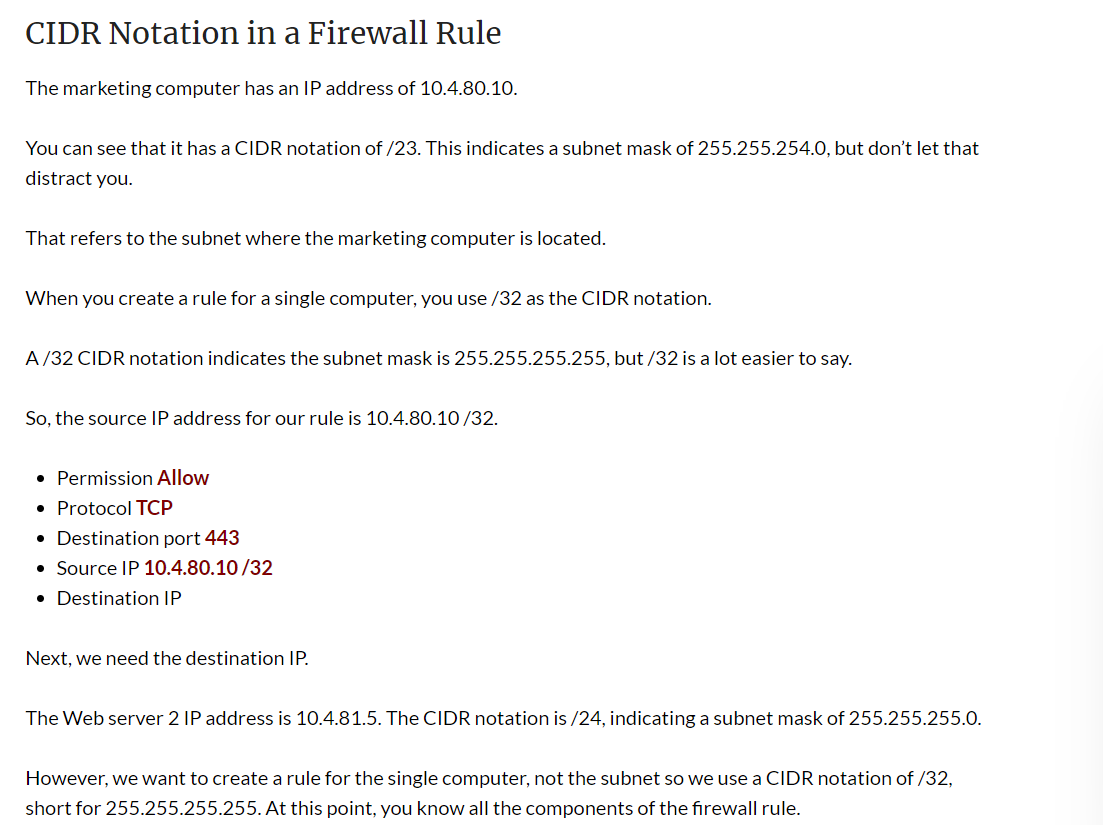 CIDR Notation in a Firewall Rule
The marketing computer has an IP address of 10.4.80.10.
You can see that it has a CIDR notation of /23. This indicates a subnet mask of 255.255.254.0, but don’t let that
distract you.
That refers to the subnet where the marketing computer is located.
When you create a rule for a single computer, you use /32 as the CIDR notation.
A /32 CIDR notation indicates the subnet mask is 255.255.255.255, but /32 is a lot easier to say.
So, the source IP address for our rule is 10.4.80.10 /32.
• Permission Allow
• Protocol TCP
• Destination port 443
• Source IP 10.4.80.10 /32
• Destination IP
Next, we need the destination IP.
The Web server 2 IP address is 10.4.81.5. The CIDR notation is /24, indicating a subnet mask of 255.255.255.0.
However, we want to create a rule for the single computer, not the subnet so we use a CIDR notation of /32,
short for 255.255.255.255. At this point, you know all the components of the firewall rule.